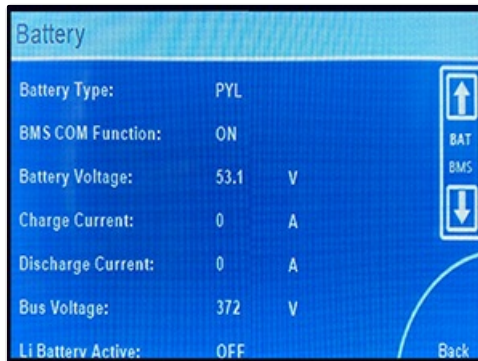 Battery
Battery Type: PYL
BMS COM Function: ON
BAT
Battery Voltage: 53.1 V
BMS
Charge Current: 0 A
Discharge Current: 0 A
Bus Voltage: 372 V
Li Battery Active: OFF
Back